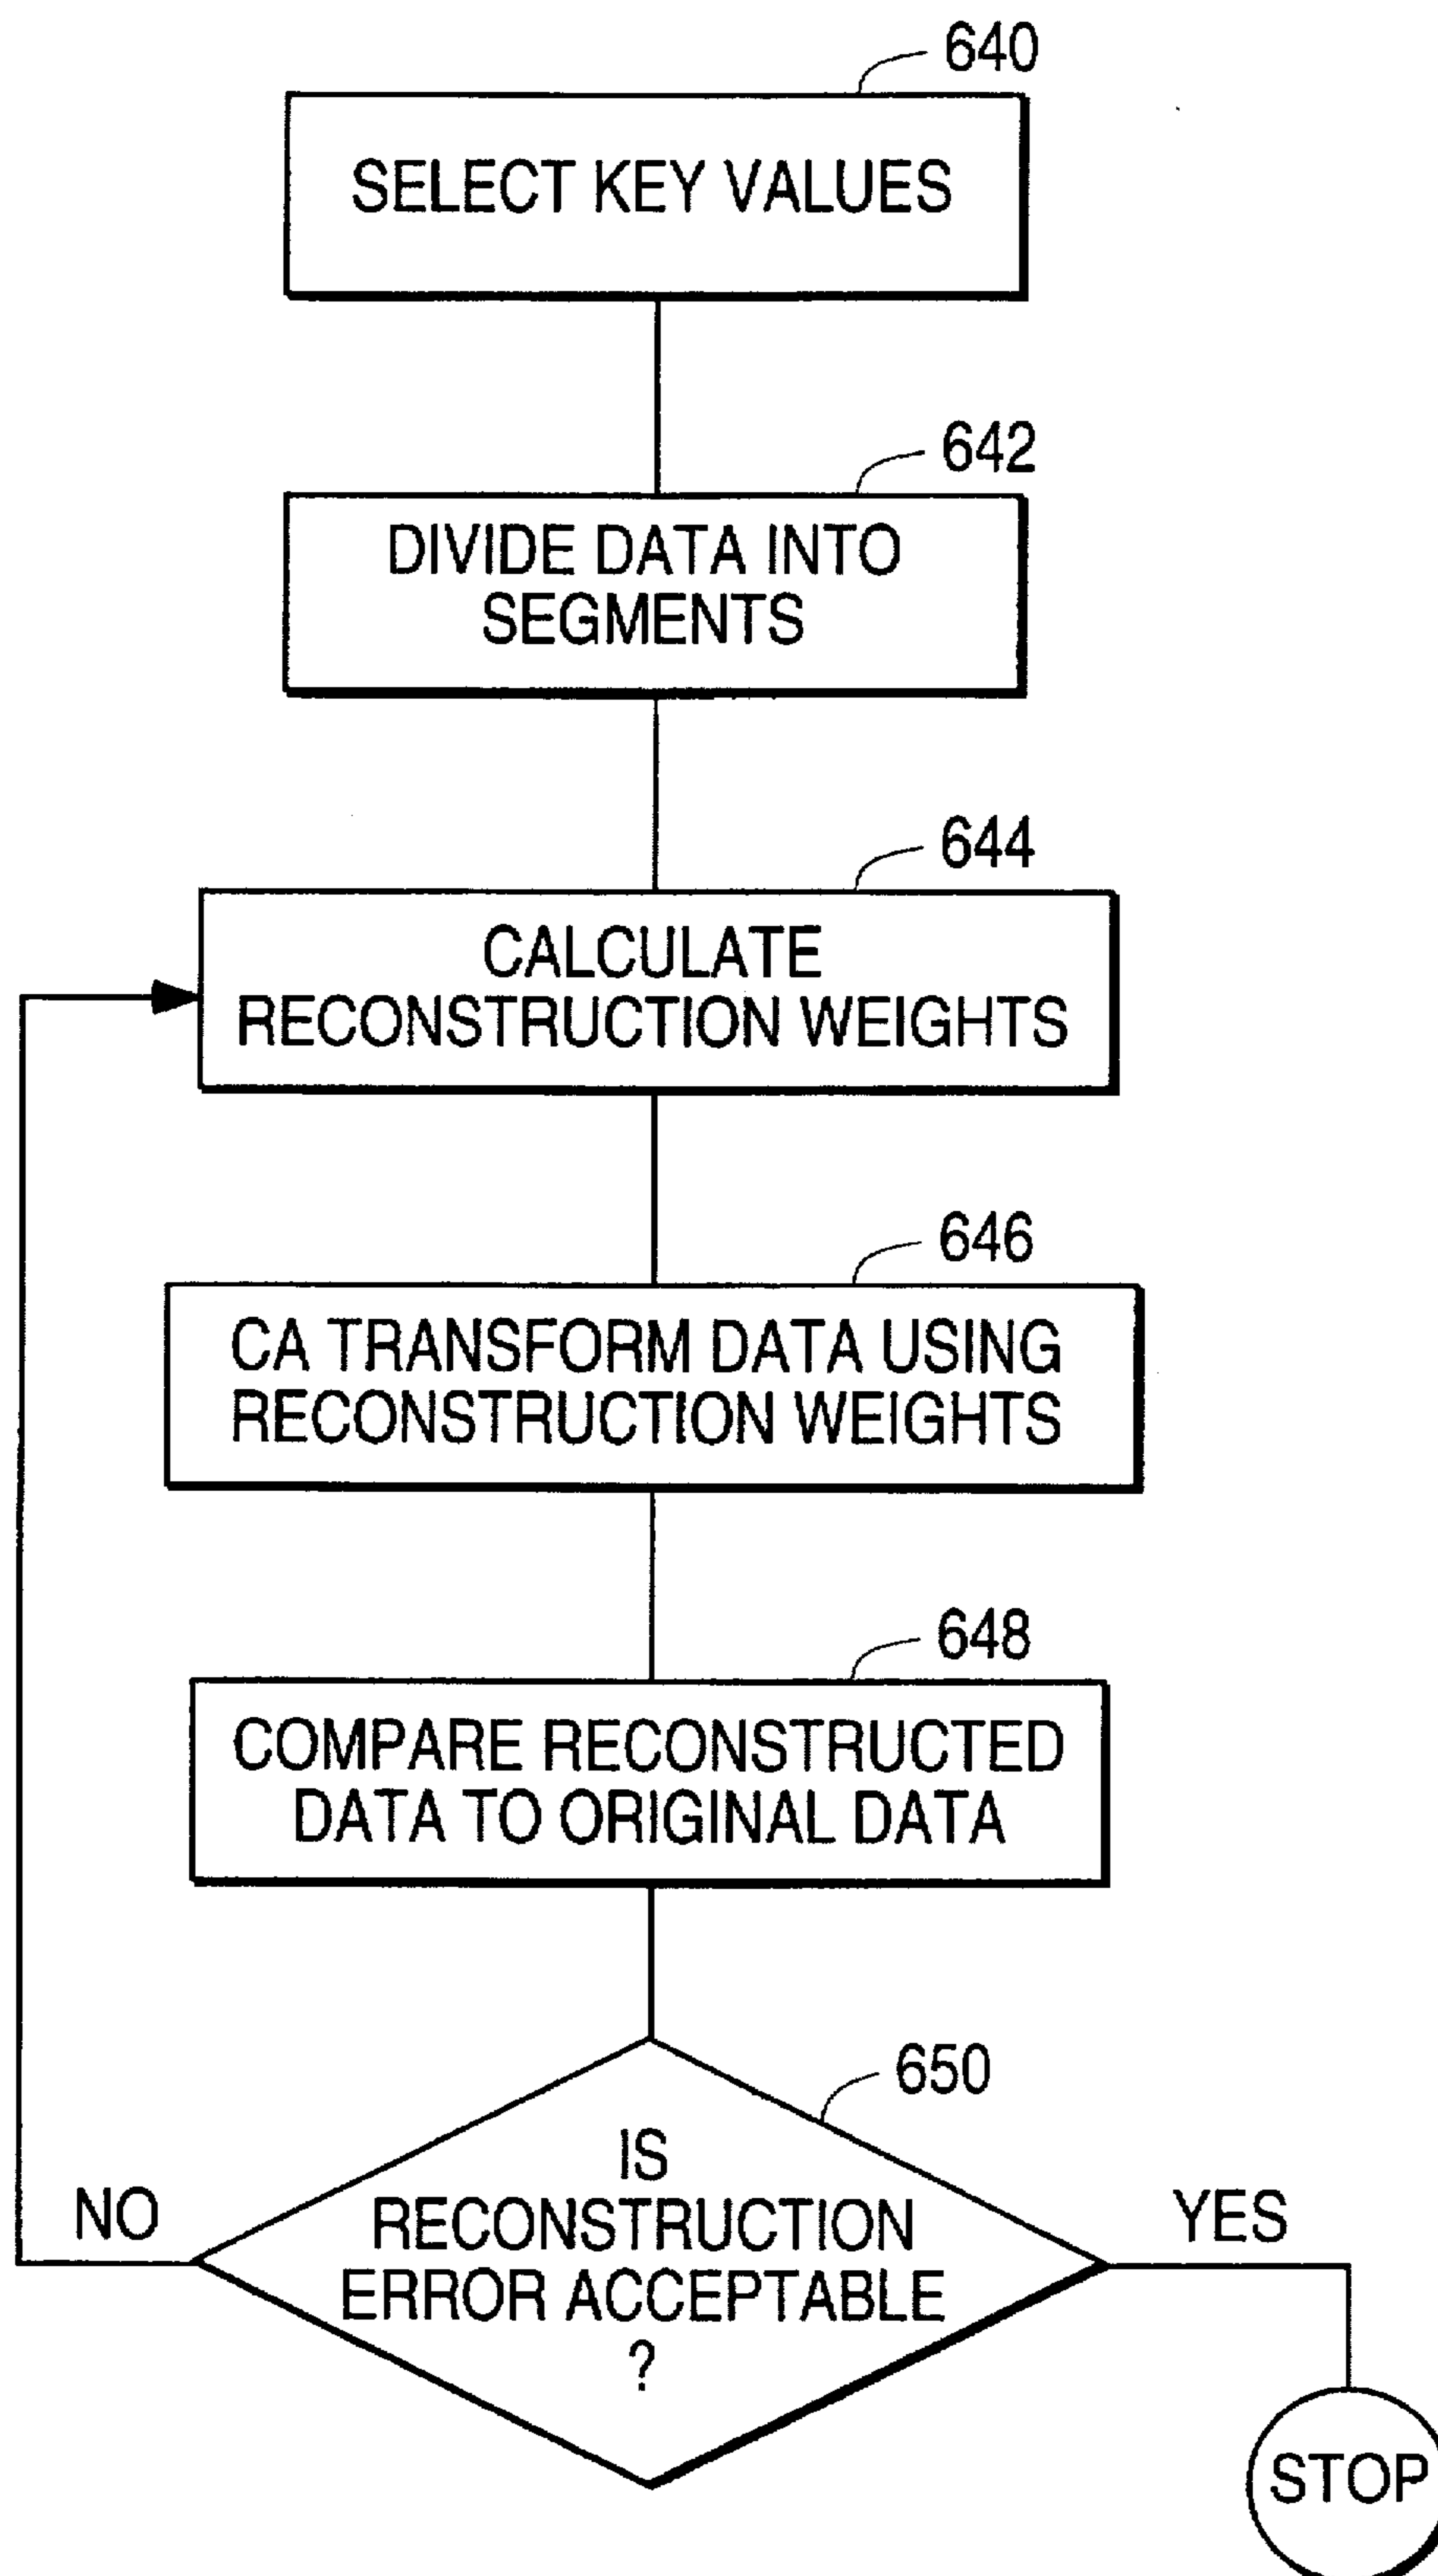 640
SELECT KEY VALUES
642
DIVIDE DATA INTO
SEGMENTS
644
CALCULATE
RECONSTRUCTION WEIGHTS
646
CA TRANSFORM DATA USING
RECONSTRUCTION WEIGHTS
648
COMPARE RECONSTRUCTED
DATA TO ORIGINAL DATA
650
IS
RECONSTRUCTION
ERROR ACCEPTABLE
?
NO
YES
STOP